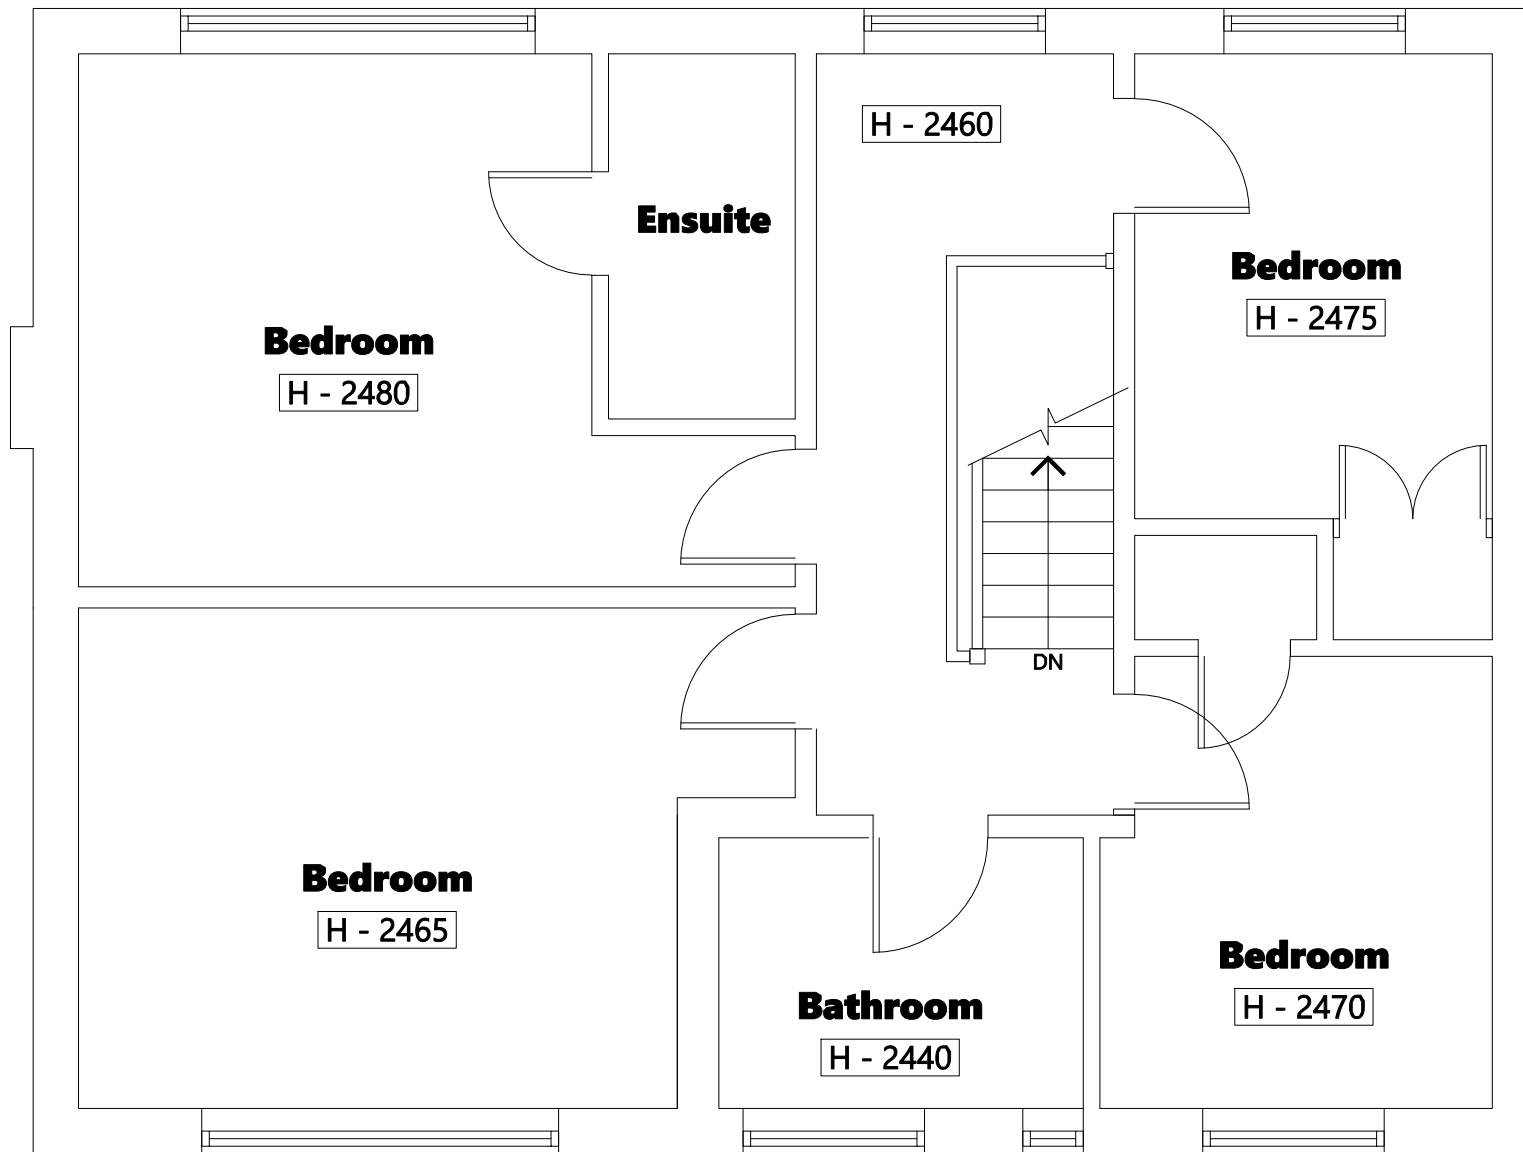 H - 2460
Ensuite
Bedroom
H - 2475
Bedroom
H - 2480
DN
Bedroom
H - 2465
Bedroom
H - 2470
Bathroom
H - 2440